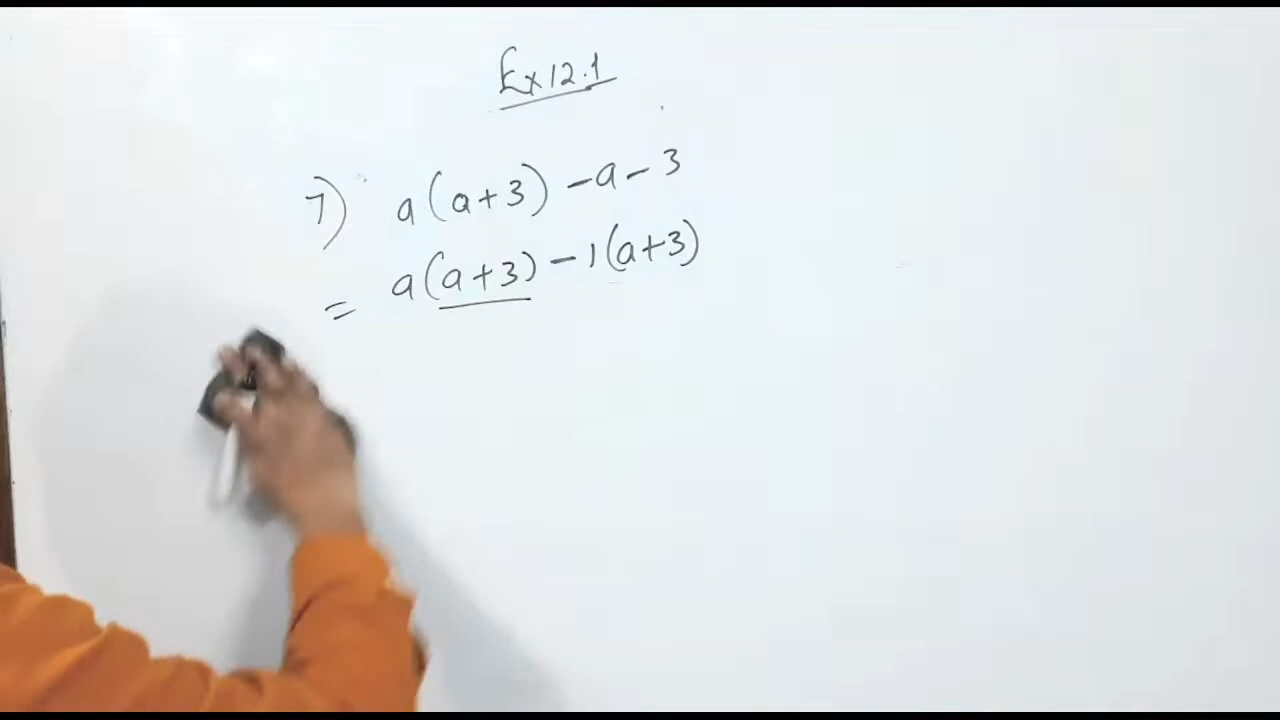 Ex 12.1
7) a(a+3) -a - 3
= a(a+3) - 1(a+3)